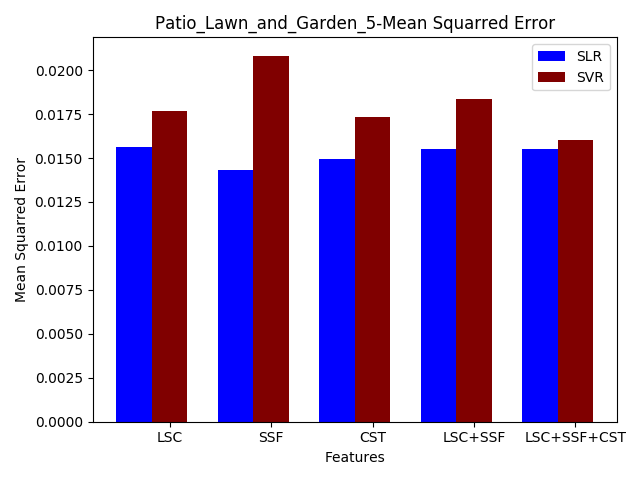 Patio_Lawn_and_Garden_5-Mean Squarred Error
SLR
SVR
0.0200
0.0175
0.0150
0.0125
0.0100
0.0075
0.0050
0.0025
0.0000
Mean Squarred Error
LSC
SSF
CST
LSC+SSF
LSC+SSF+CST
Features